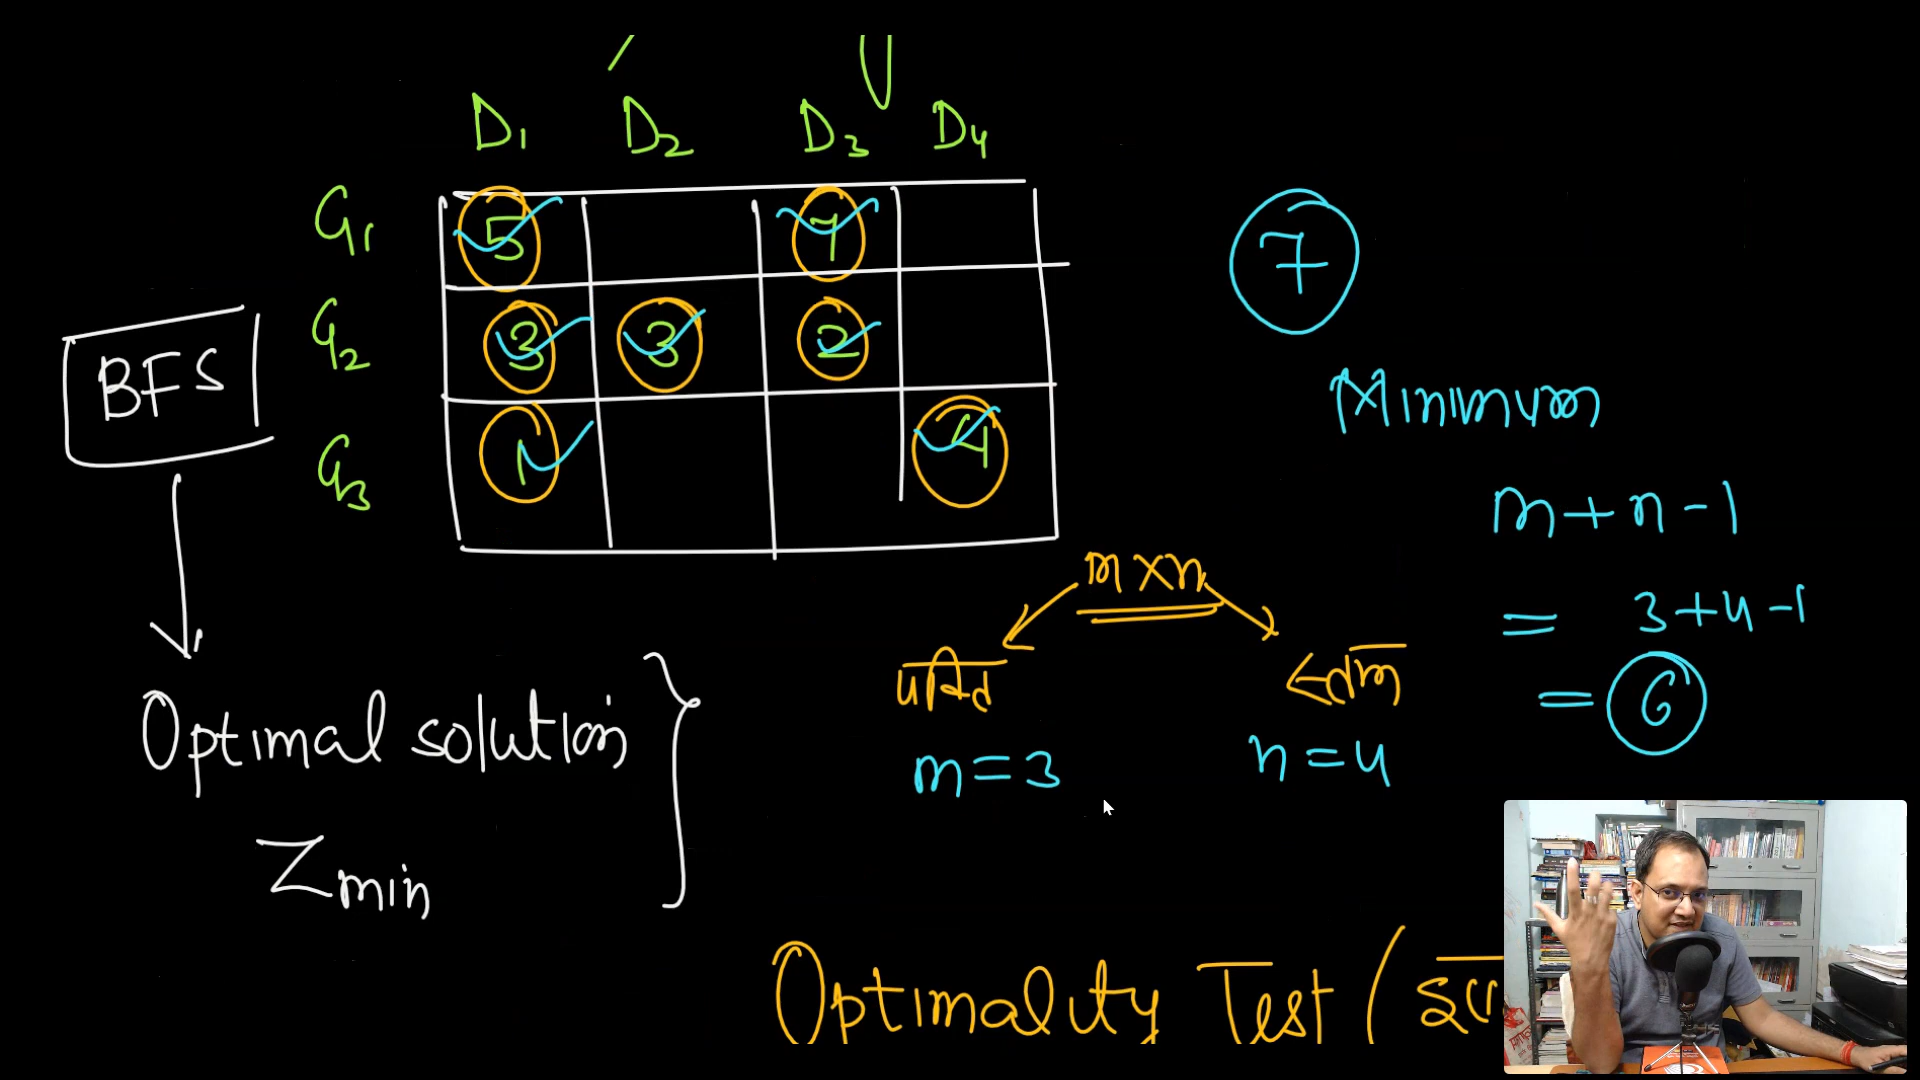 D1 D2 D3 D4
G1 5 7
G2 3 3 2
G3 1 4
7
Minimum
BFS
m+n-1
= 3+4-1
= 6
m×n
पंक्ति स्तम्भ
m=3 n=4
Optimal solution
Zmin
Optimality Test (